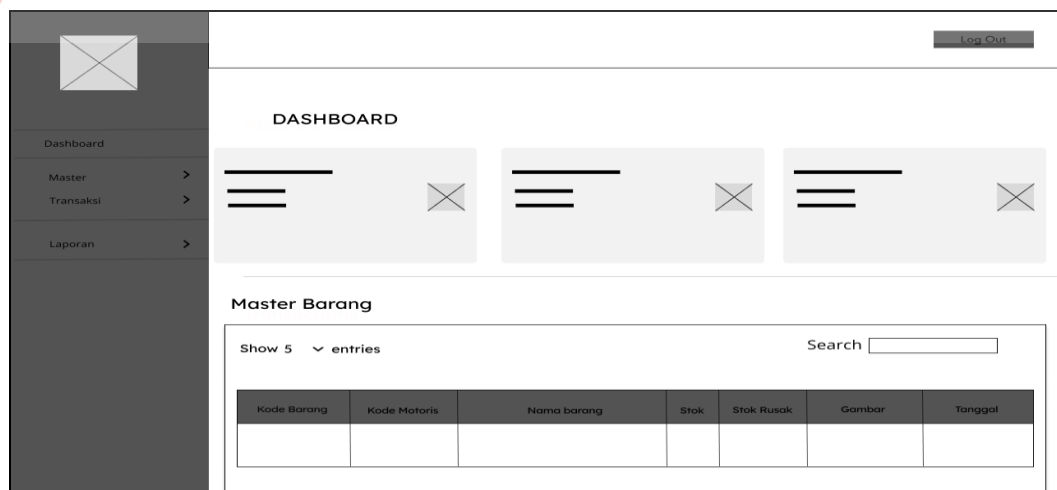 Log Out
DASHBOARD
Dashboard
Master
Transaksi
Laporan
Master Barang
Show 5 entries
Search
Kode Barang Kode Motoris Nama barang Stok Stok Rusak Gambar Tanggal